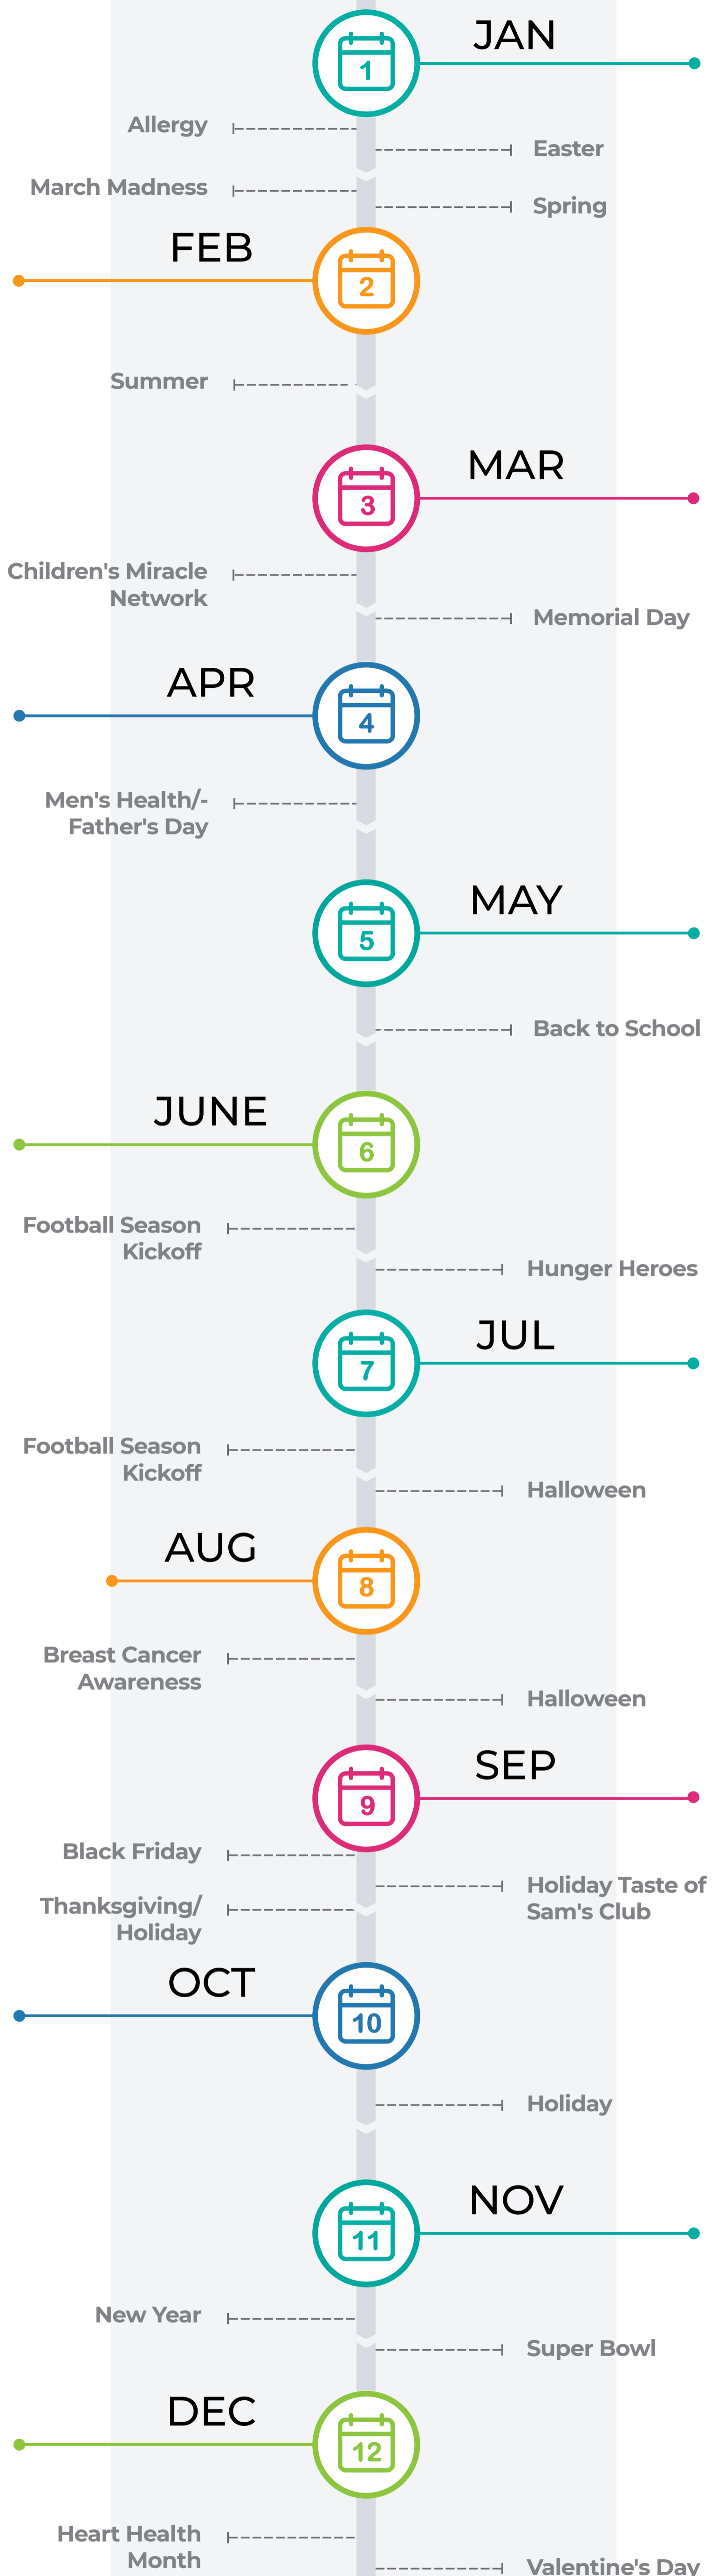 JAN
1
Allergy
Easter
March Madness
Spring
FEB
2
Summer
MAR
3
Children's Miracle
Network
Memorial Day
APR
4
Men's Health/-
Father's Day
MAY
5
Back to School
JUNE
6
Football Season
Kickoff
Hunger Heroes
JUL
7
Football Season
Kickoff
Halloween
AUG
8
Breast Cancer
Awareness
Halloween
SEP
9
Black Friday
Holiday Taste of
Sam's Club
Thanksgiving/
Holiday
OCT
10
Holiday
NOV
11
New Year
Super Bowl
DEC
12
Heart Health
Month
Valentine's Day